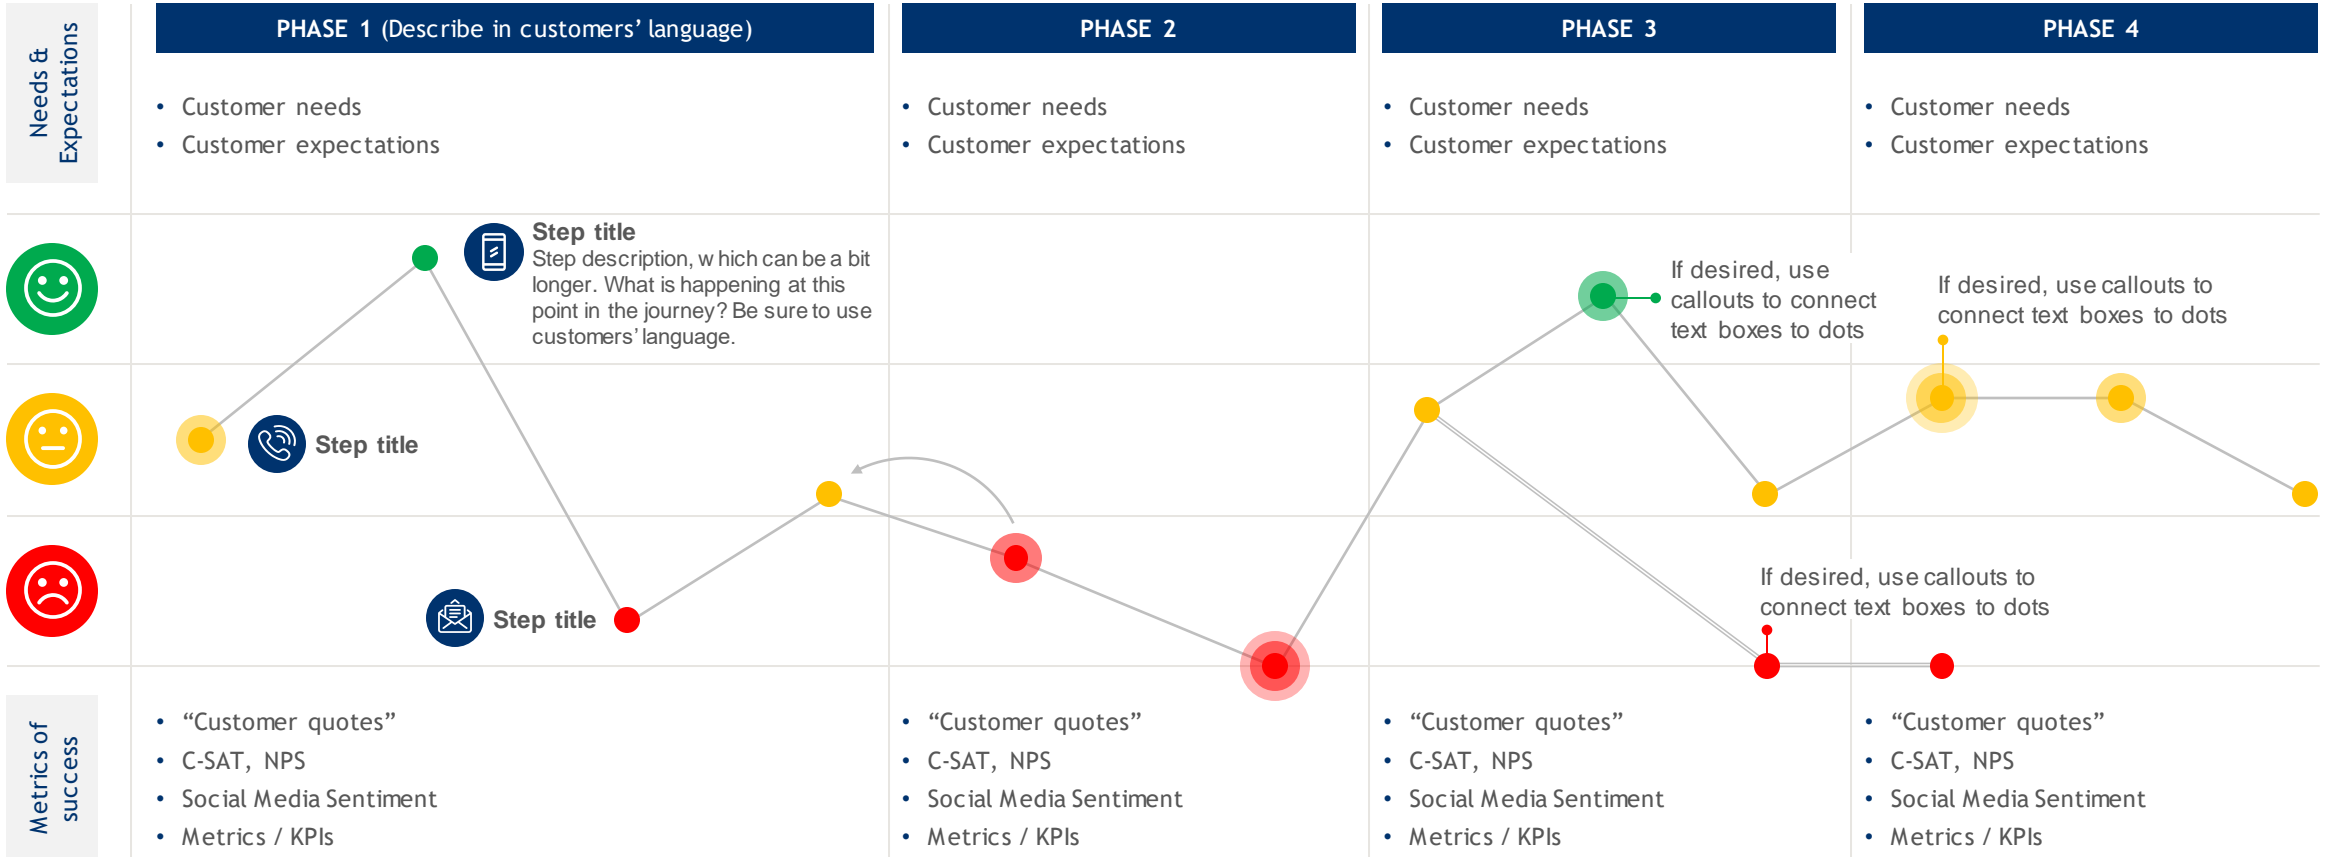 Needs &
Expectations
PHASE 1 (Describe in customers’ language)
PHASE 2
PHASE 3
PHASE 4
• Customer needs
• Customer expectations
• Customer needs
• Customer expectations
• Customer needs
• Customer expectations
• Customer needs
• Customer expectations
Step title
Step description, which can be a bit
longer. What is happening at this
point in the journey? Be sure to use
customers’ language.
If desired, use
callouts to connect
text boxes to dots
If desired, use callouts to
connect text boxes to dots
Step title
If desired, use callouts to
connect text boxes to dots
Step title
Metrics of
success
• “Customer quotes”
• C-SAT, NPS
• Social Media Sentiment
• Metrics / KPIs
• “Customer quotes”
• C-SAT, NPS
• Social Media Sentiment
• Metrics / KPIs
• “Customer quotes”
• C-SAT, NPS
• Social Media Sentiment
• Metrics / KPIs
• “Customer quotes”
• C-SAT, NPS
• Social Media Sentiment
• Metrics / KPIs